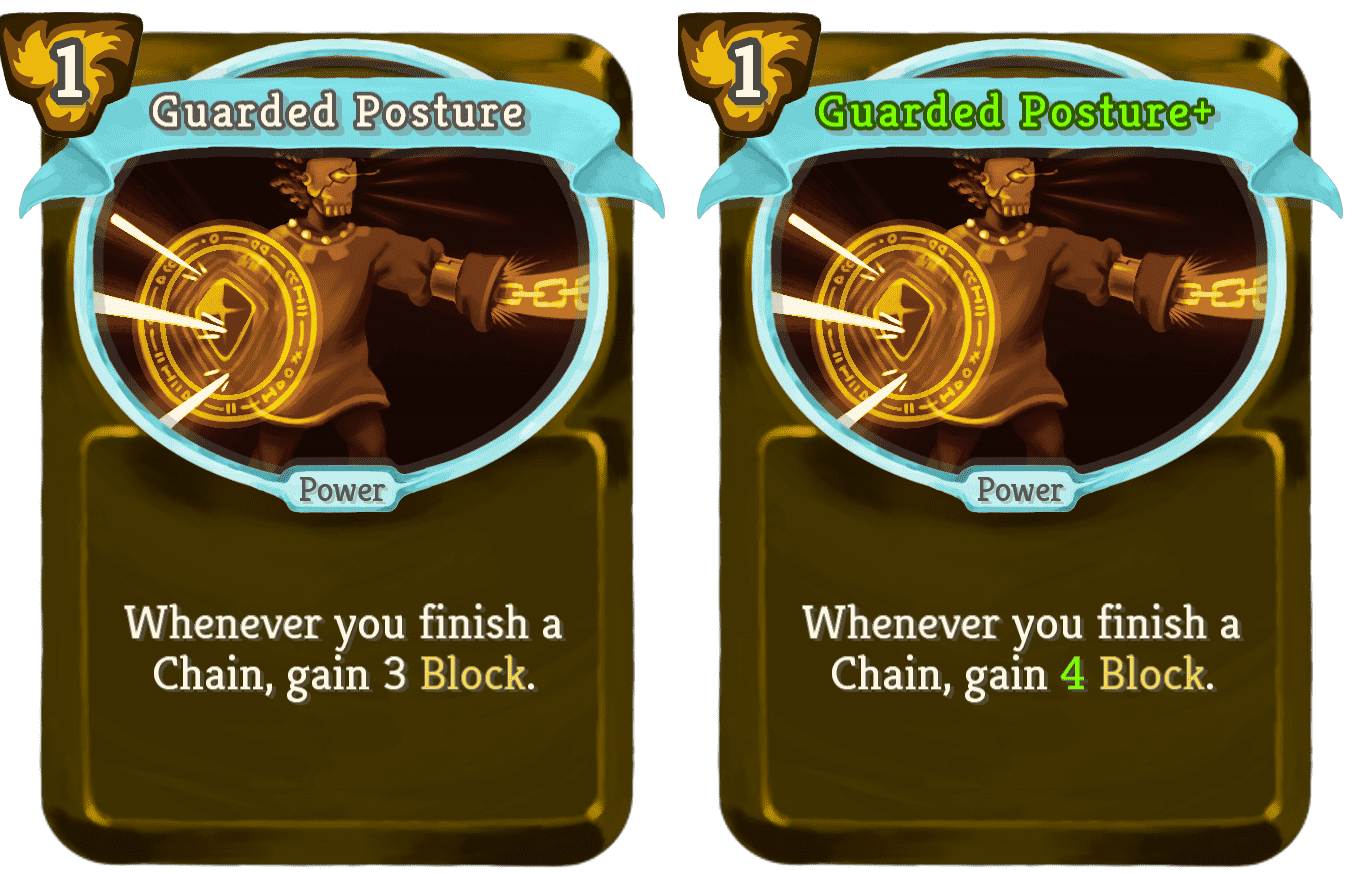 1
Guarded Posture
Power
Whenever you finish a
Chain, gain 3 Block.
1
Guarded Posture+
Power
Whenever you finish a
Chain, gain 4 Block.